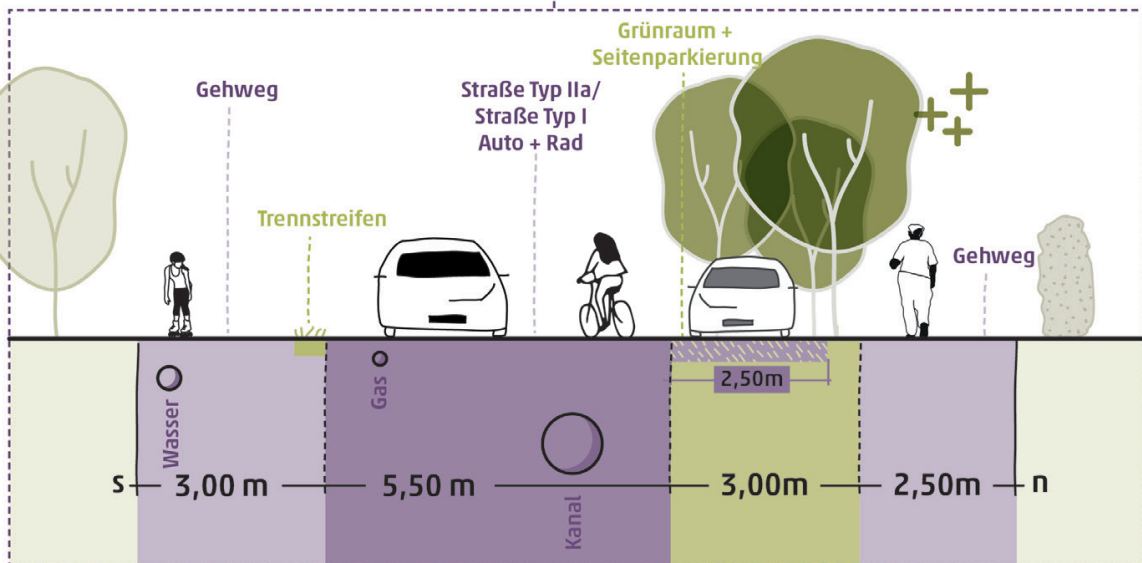 Grünraum +
Seitenparkierung
Gehweg
Straße Typ IIa/
Straße Typ I
Auto + Rad
Trennstreifen
Gehweg
Wasser
Gas
2,50m
Kanal
S
3,00 m
5,50 m
3,00m
2,50m
n